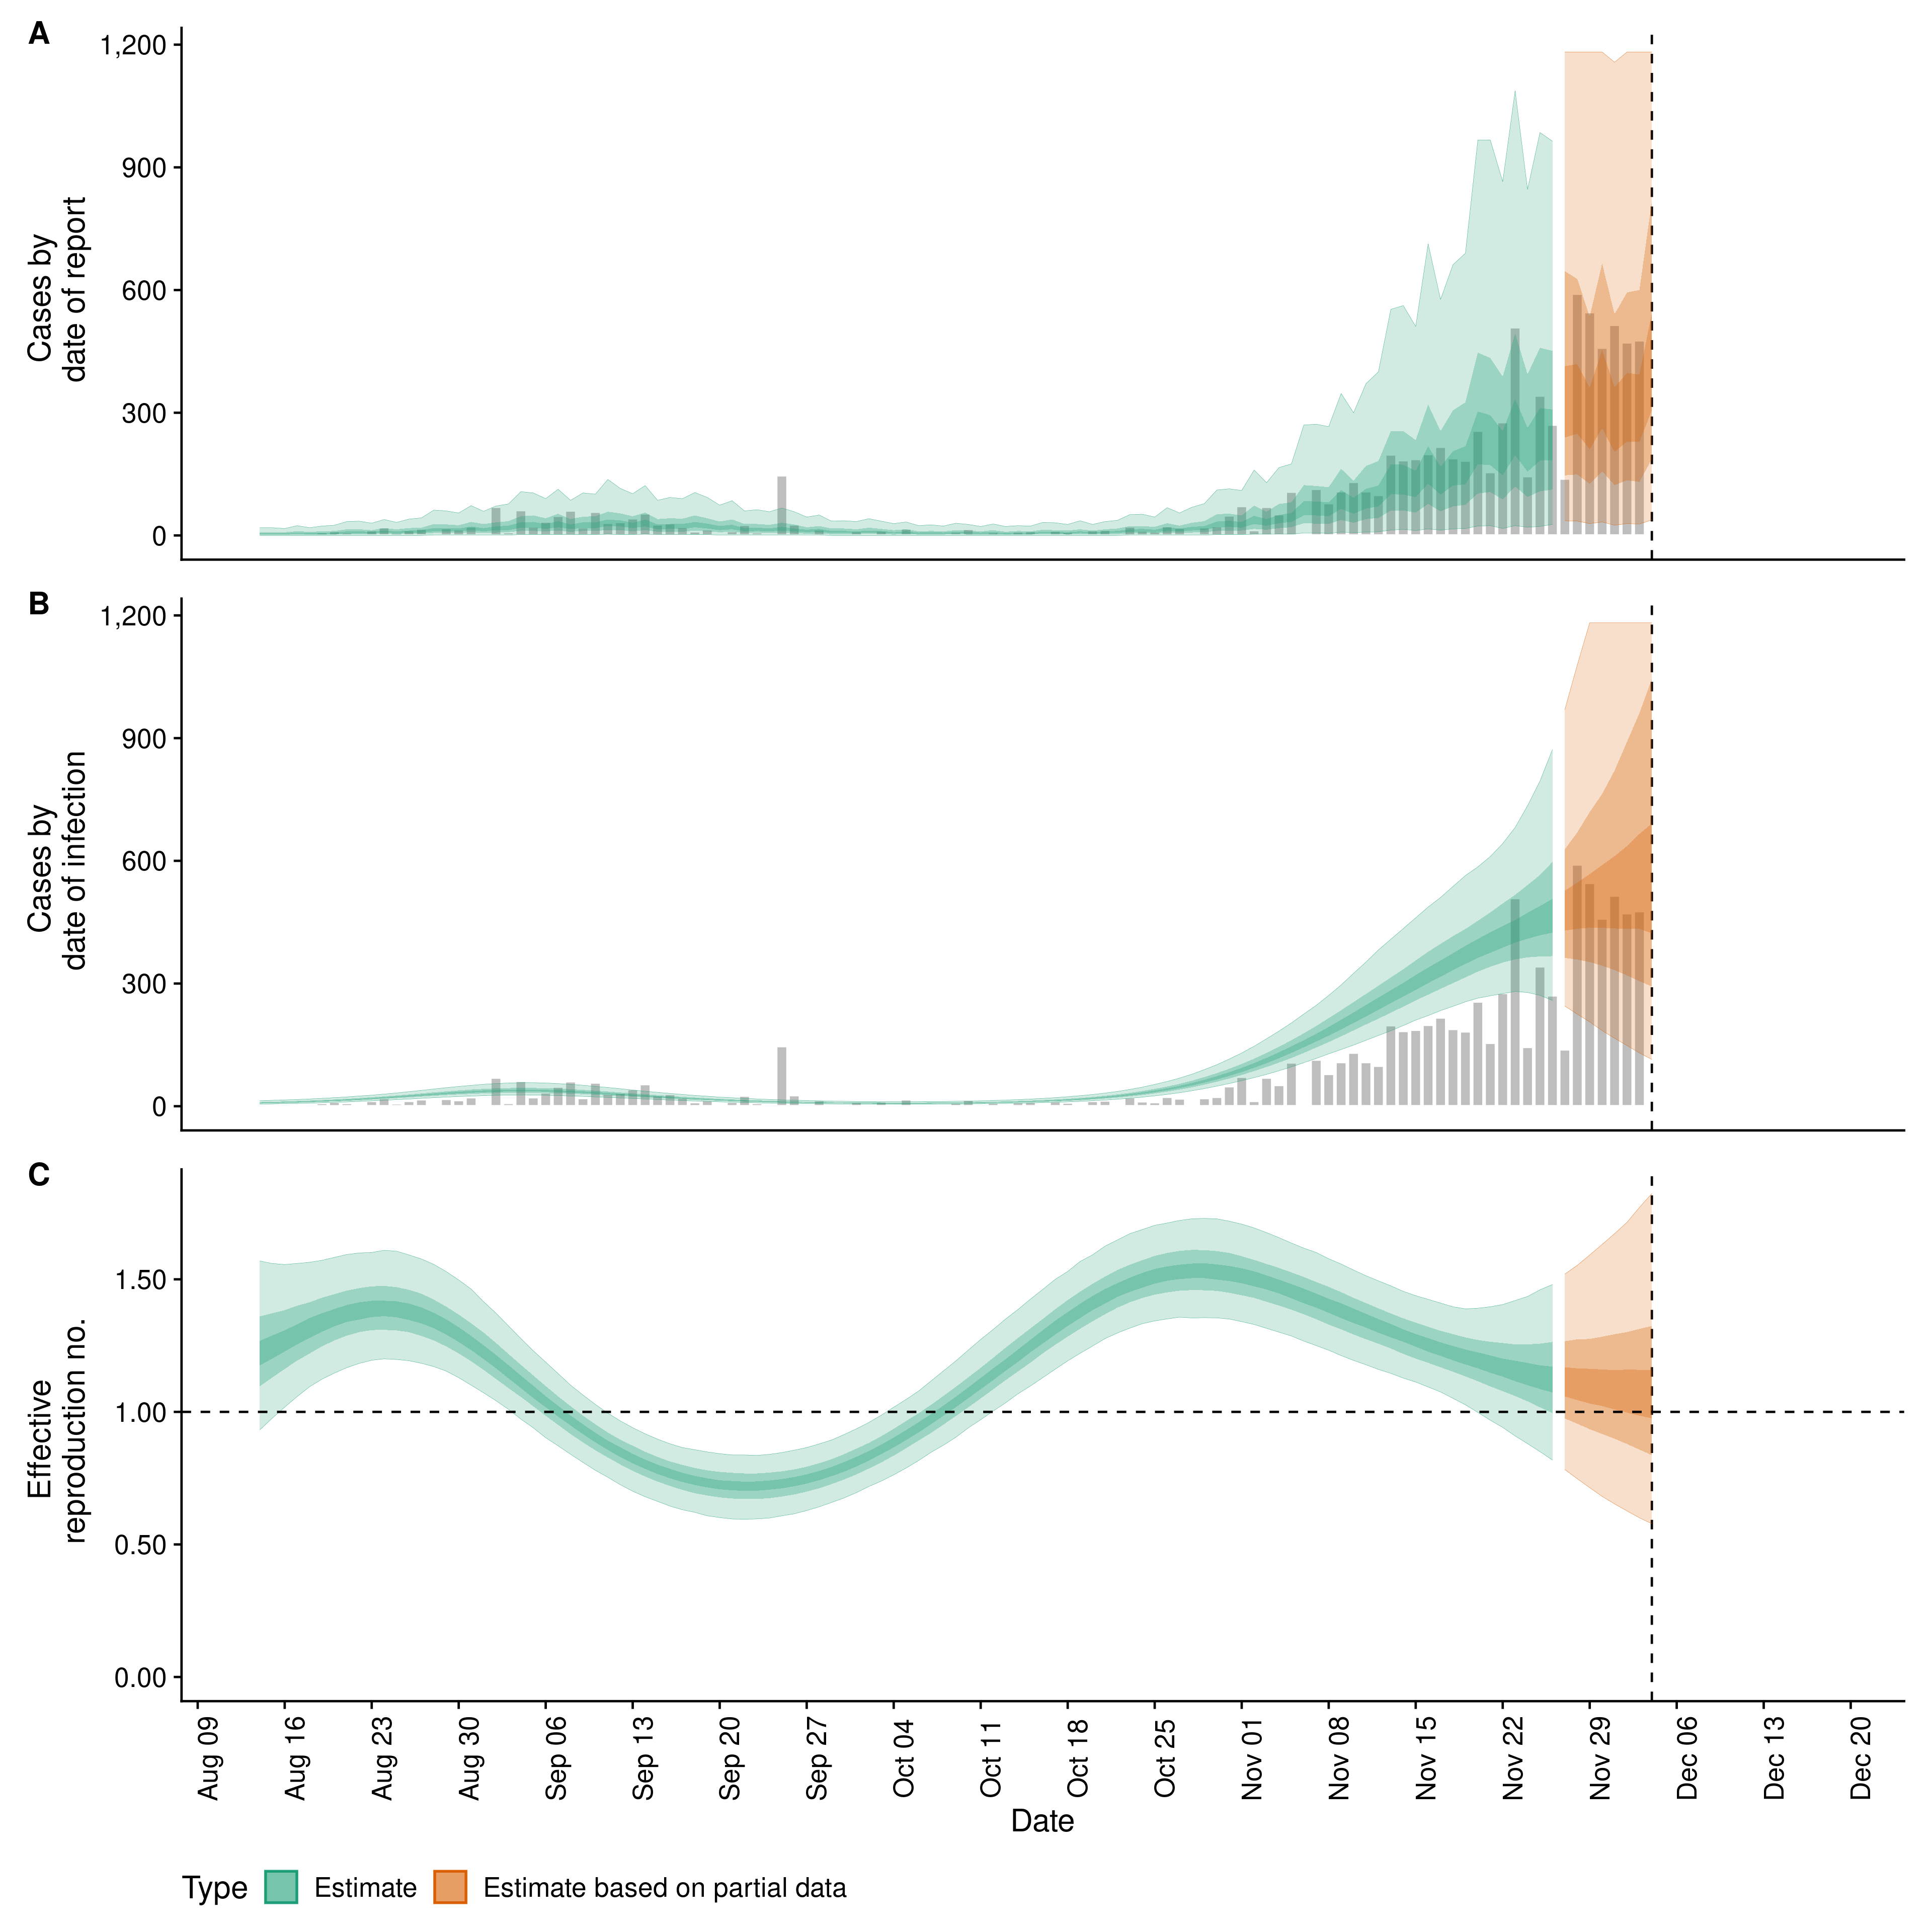 A
1,200
900
600
300
0
Cases by
date of report
B
1,200
900
600
300
0
Cases by
date of infection
C
1.50
1.00
0.50
0.00
Effective
reproduction no.
Aug 09
Aug 16
Aug 23
Aug 30
Sep 06
Sep 13
Sep 20
Sep 27
Oct 04
Oct 11
Oct 18
Oct 25
Nov 01
Nov 08
Nov 15
Nov 22
Nov 29
Dec 06
Dec 13
Dec 20
Date
Type Estimate Estimate based on partial data